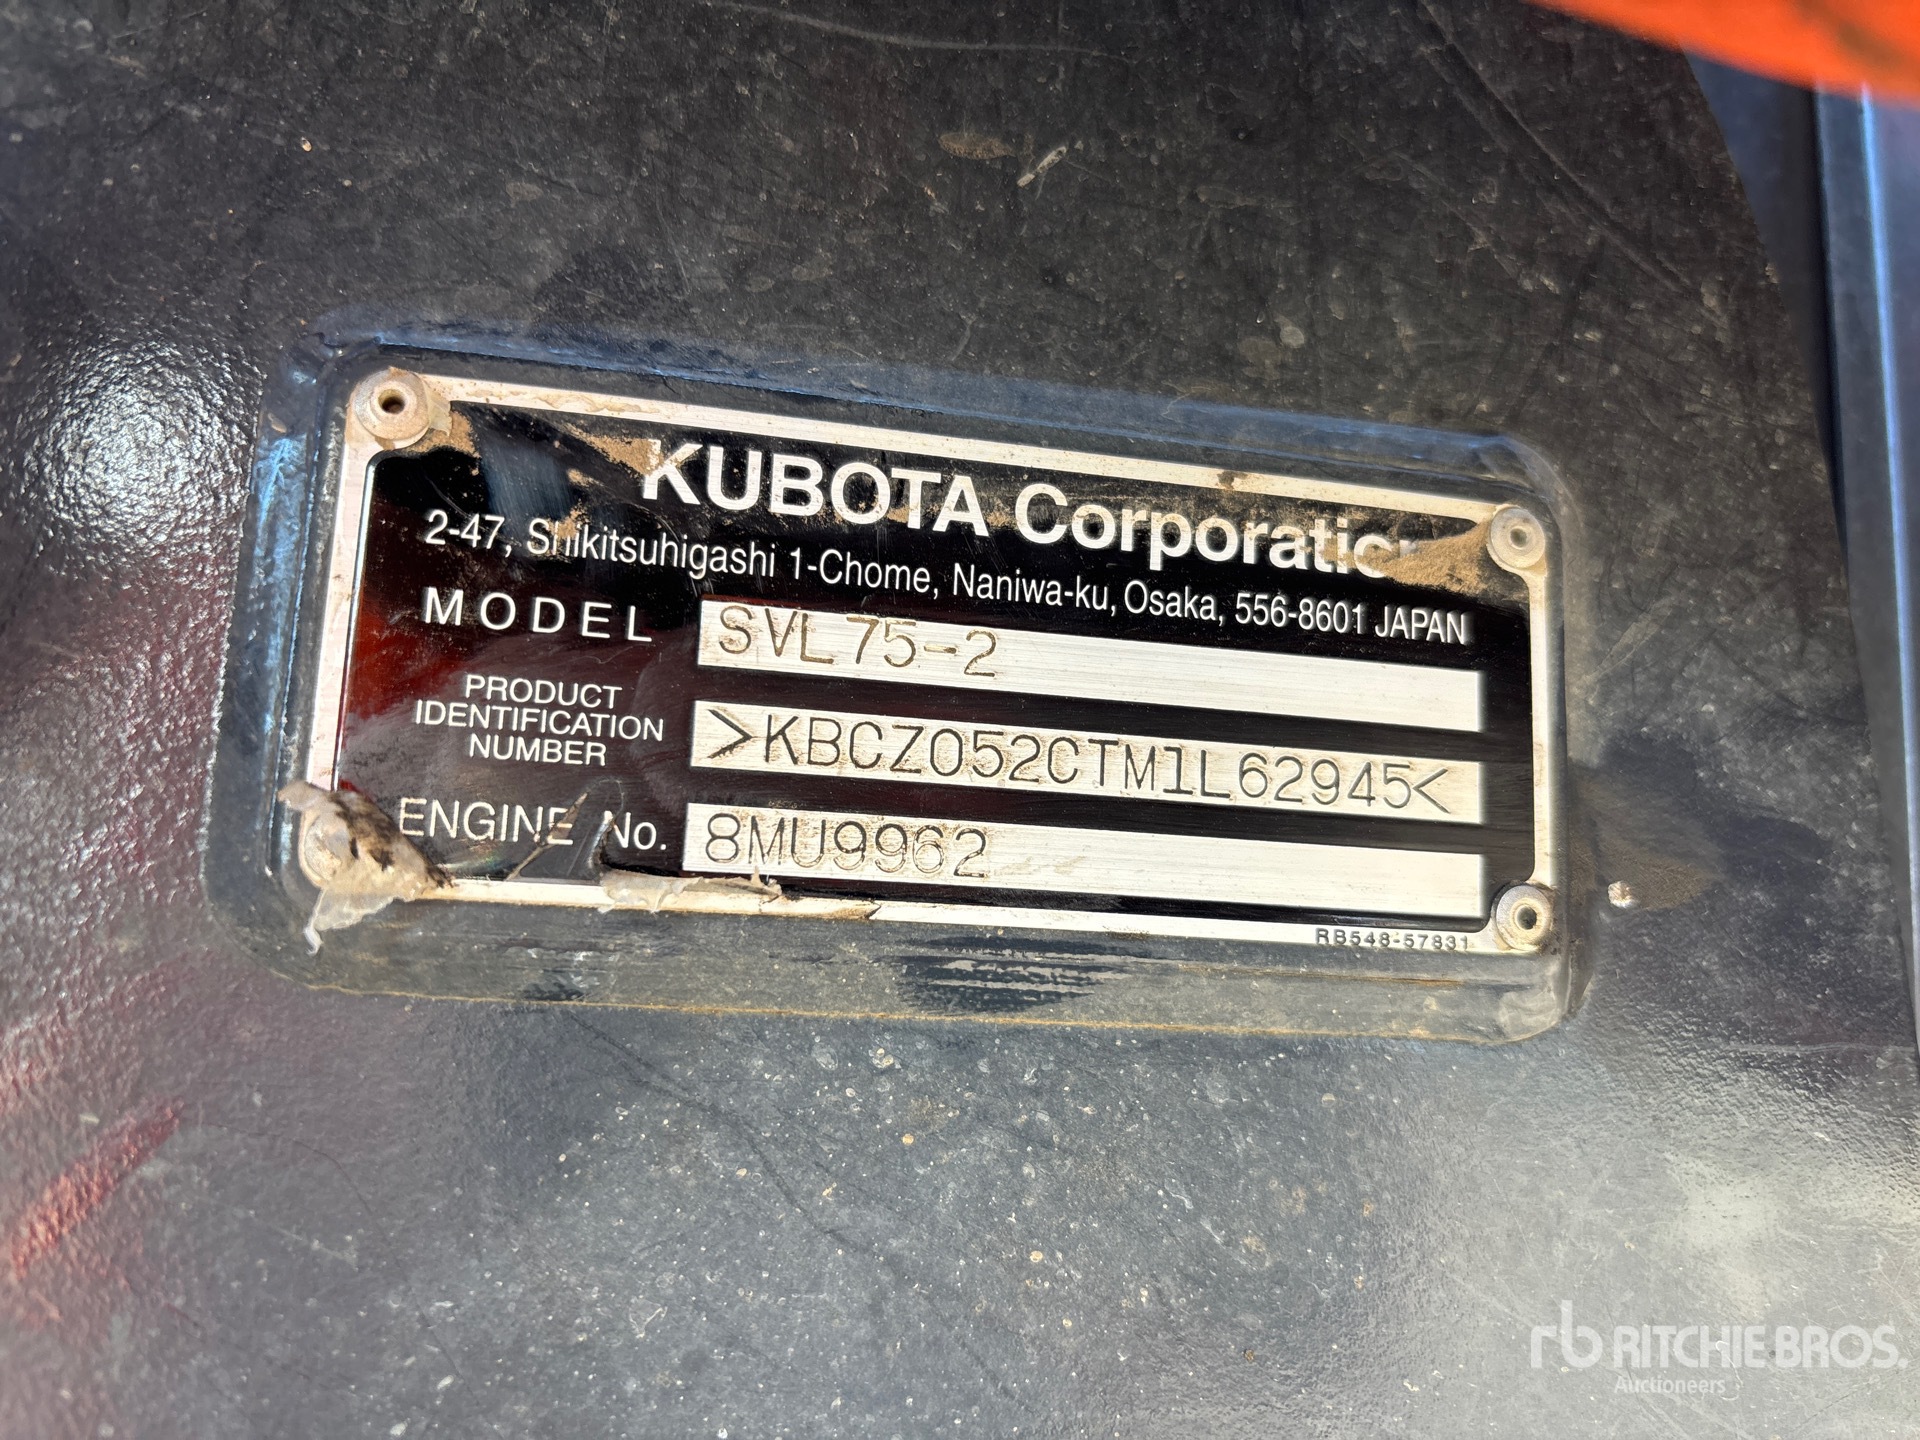 KUBOTA Corporation
2-47, Shikitsuhigashi 1-Chome, Naniwa-ku, Osaka, 556-8601 JAPAN
MODEL SVL75-2
PRODUCT
IDENTIFICATION
NUMBER
>KBCZ052CTM1L62945<
ENGINE No. 8MU9962
RB548-57831
rb RITCHIE BROS.
Auctioneers